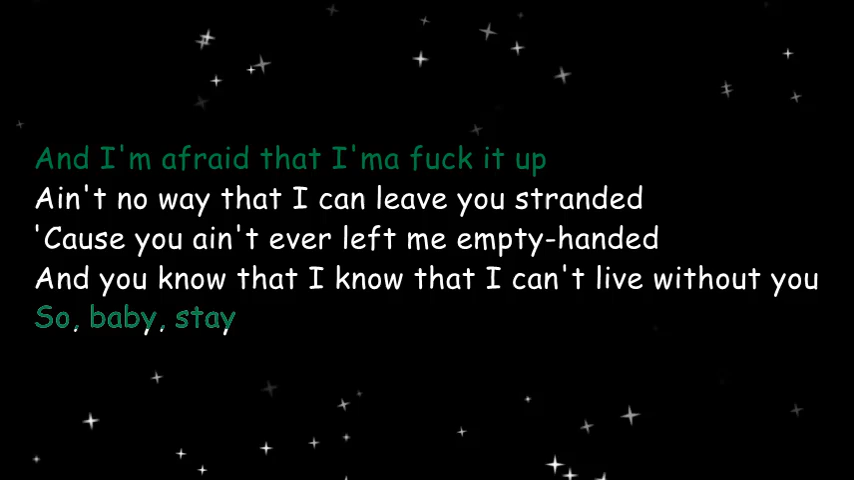 And I'm afraid that I'ma fuck it up
Ain't no way that I can leave you stranded
'Cause you ain't ever left me empty-handed
And you know that I know that I can't live without you
So, baby, stay